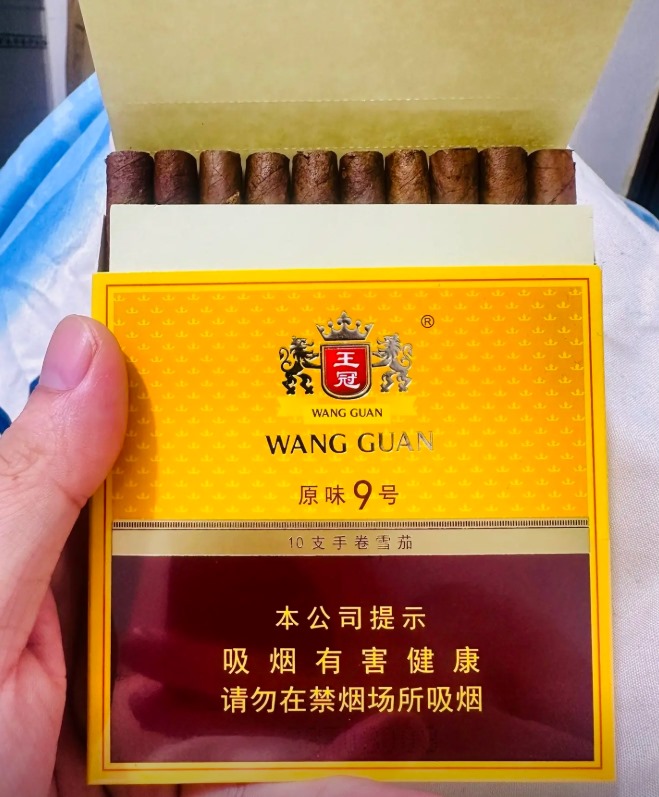 ®
王
冠
WANG GUAN
WANG GUAN
原味9号
10支手卷雪茄
本公司提示
吸烟有害健康
请勿在禁烟场所吸烟